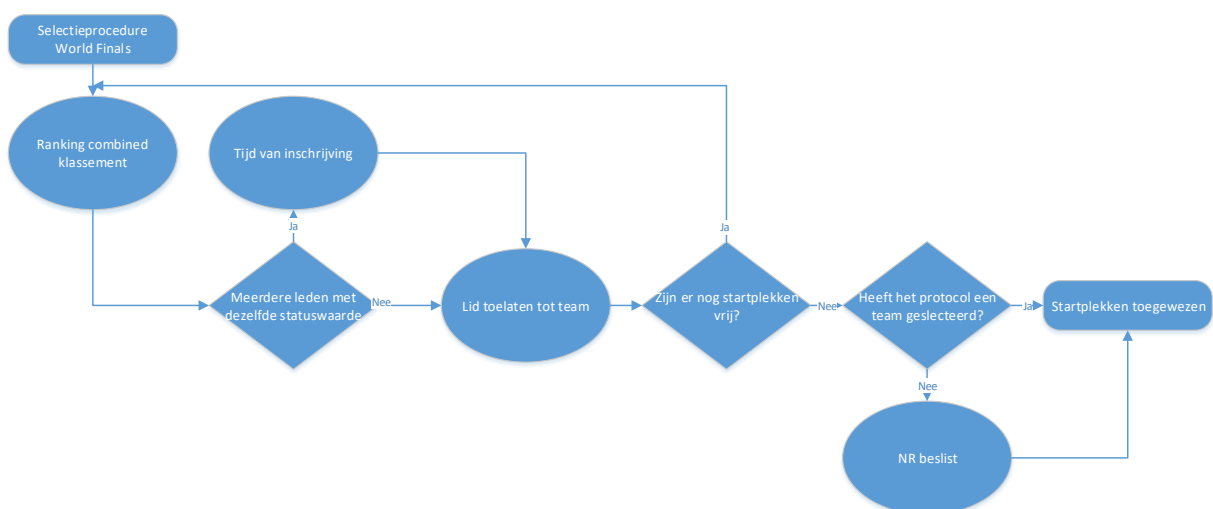 Selectieprocedure
World Finals
Ranking combined
klassement
Tijd van inschrijving
Ja
Meerdere leden met
dezelfde statuswaarde
Nee
Lid toelaten tot team
Ja
Zijn er nog startplekken
vrij?
Nee
Heeft het protocol een
team geslecteerd?
Ja
Startplekken toegewezen
Nee
NR beslist